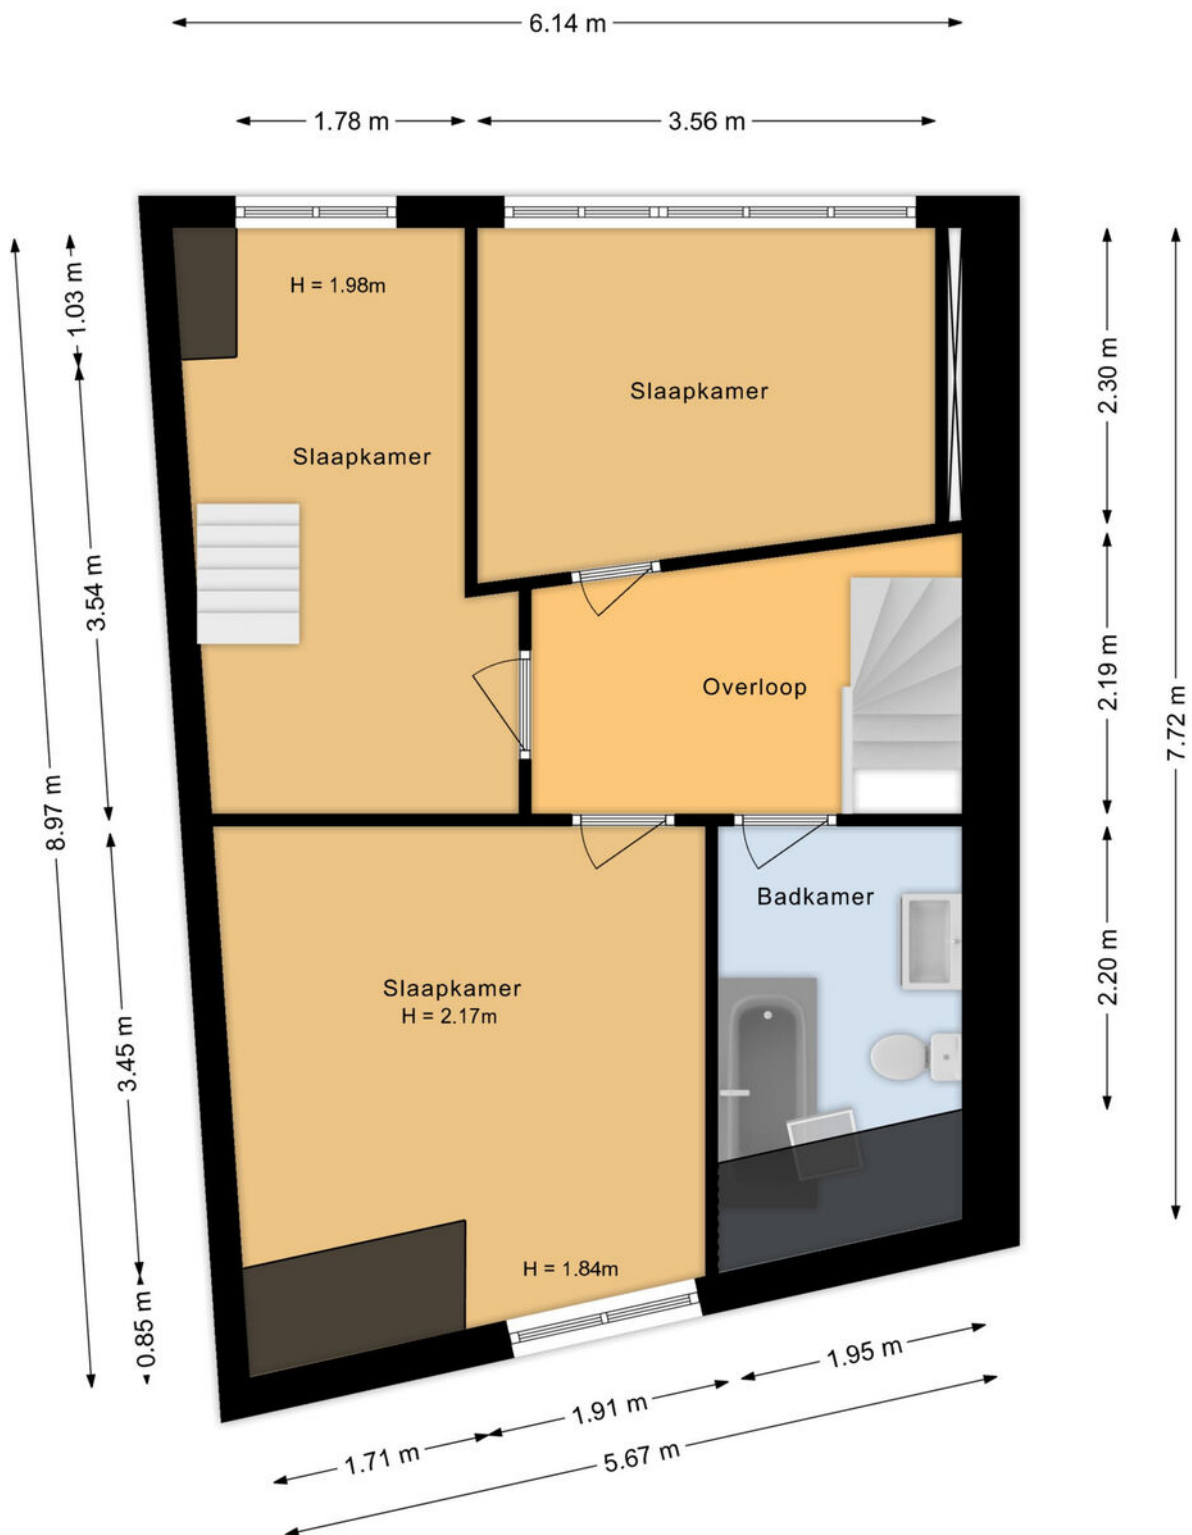 6.14 m
1.78 m
3.56 m
1.03 m
H = 1.98m
2.30 m
Slaapkamer
Slaapkamer
3.54 m
2.19 m
Overloop
7.72 m
8.97 m
Badkamer
2.20 m
Slaapkamer
H = 2.17m
3.45 m
H = 1.84m
0.85 m
1.95 m
1.91 m
1.71 m
5.67 m